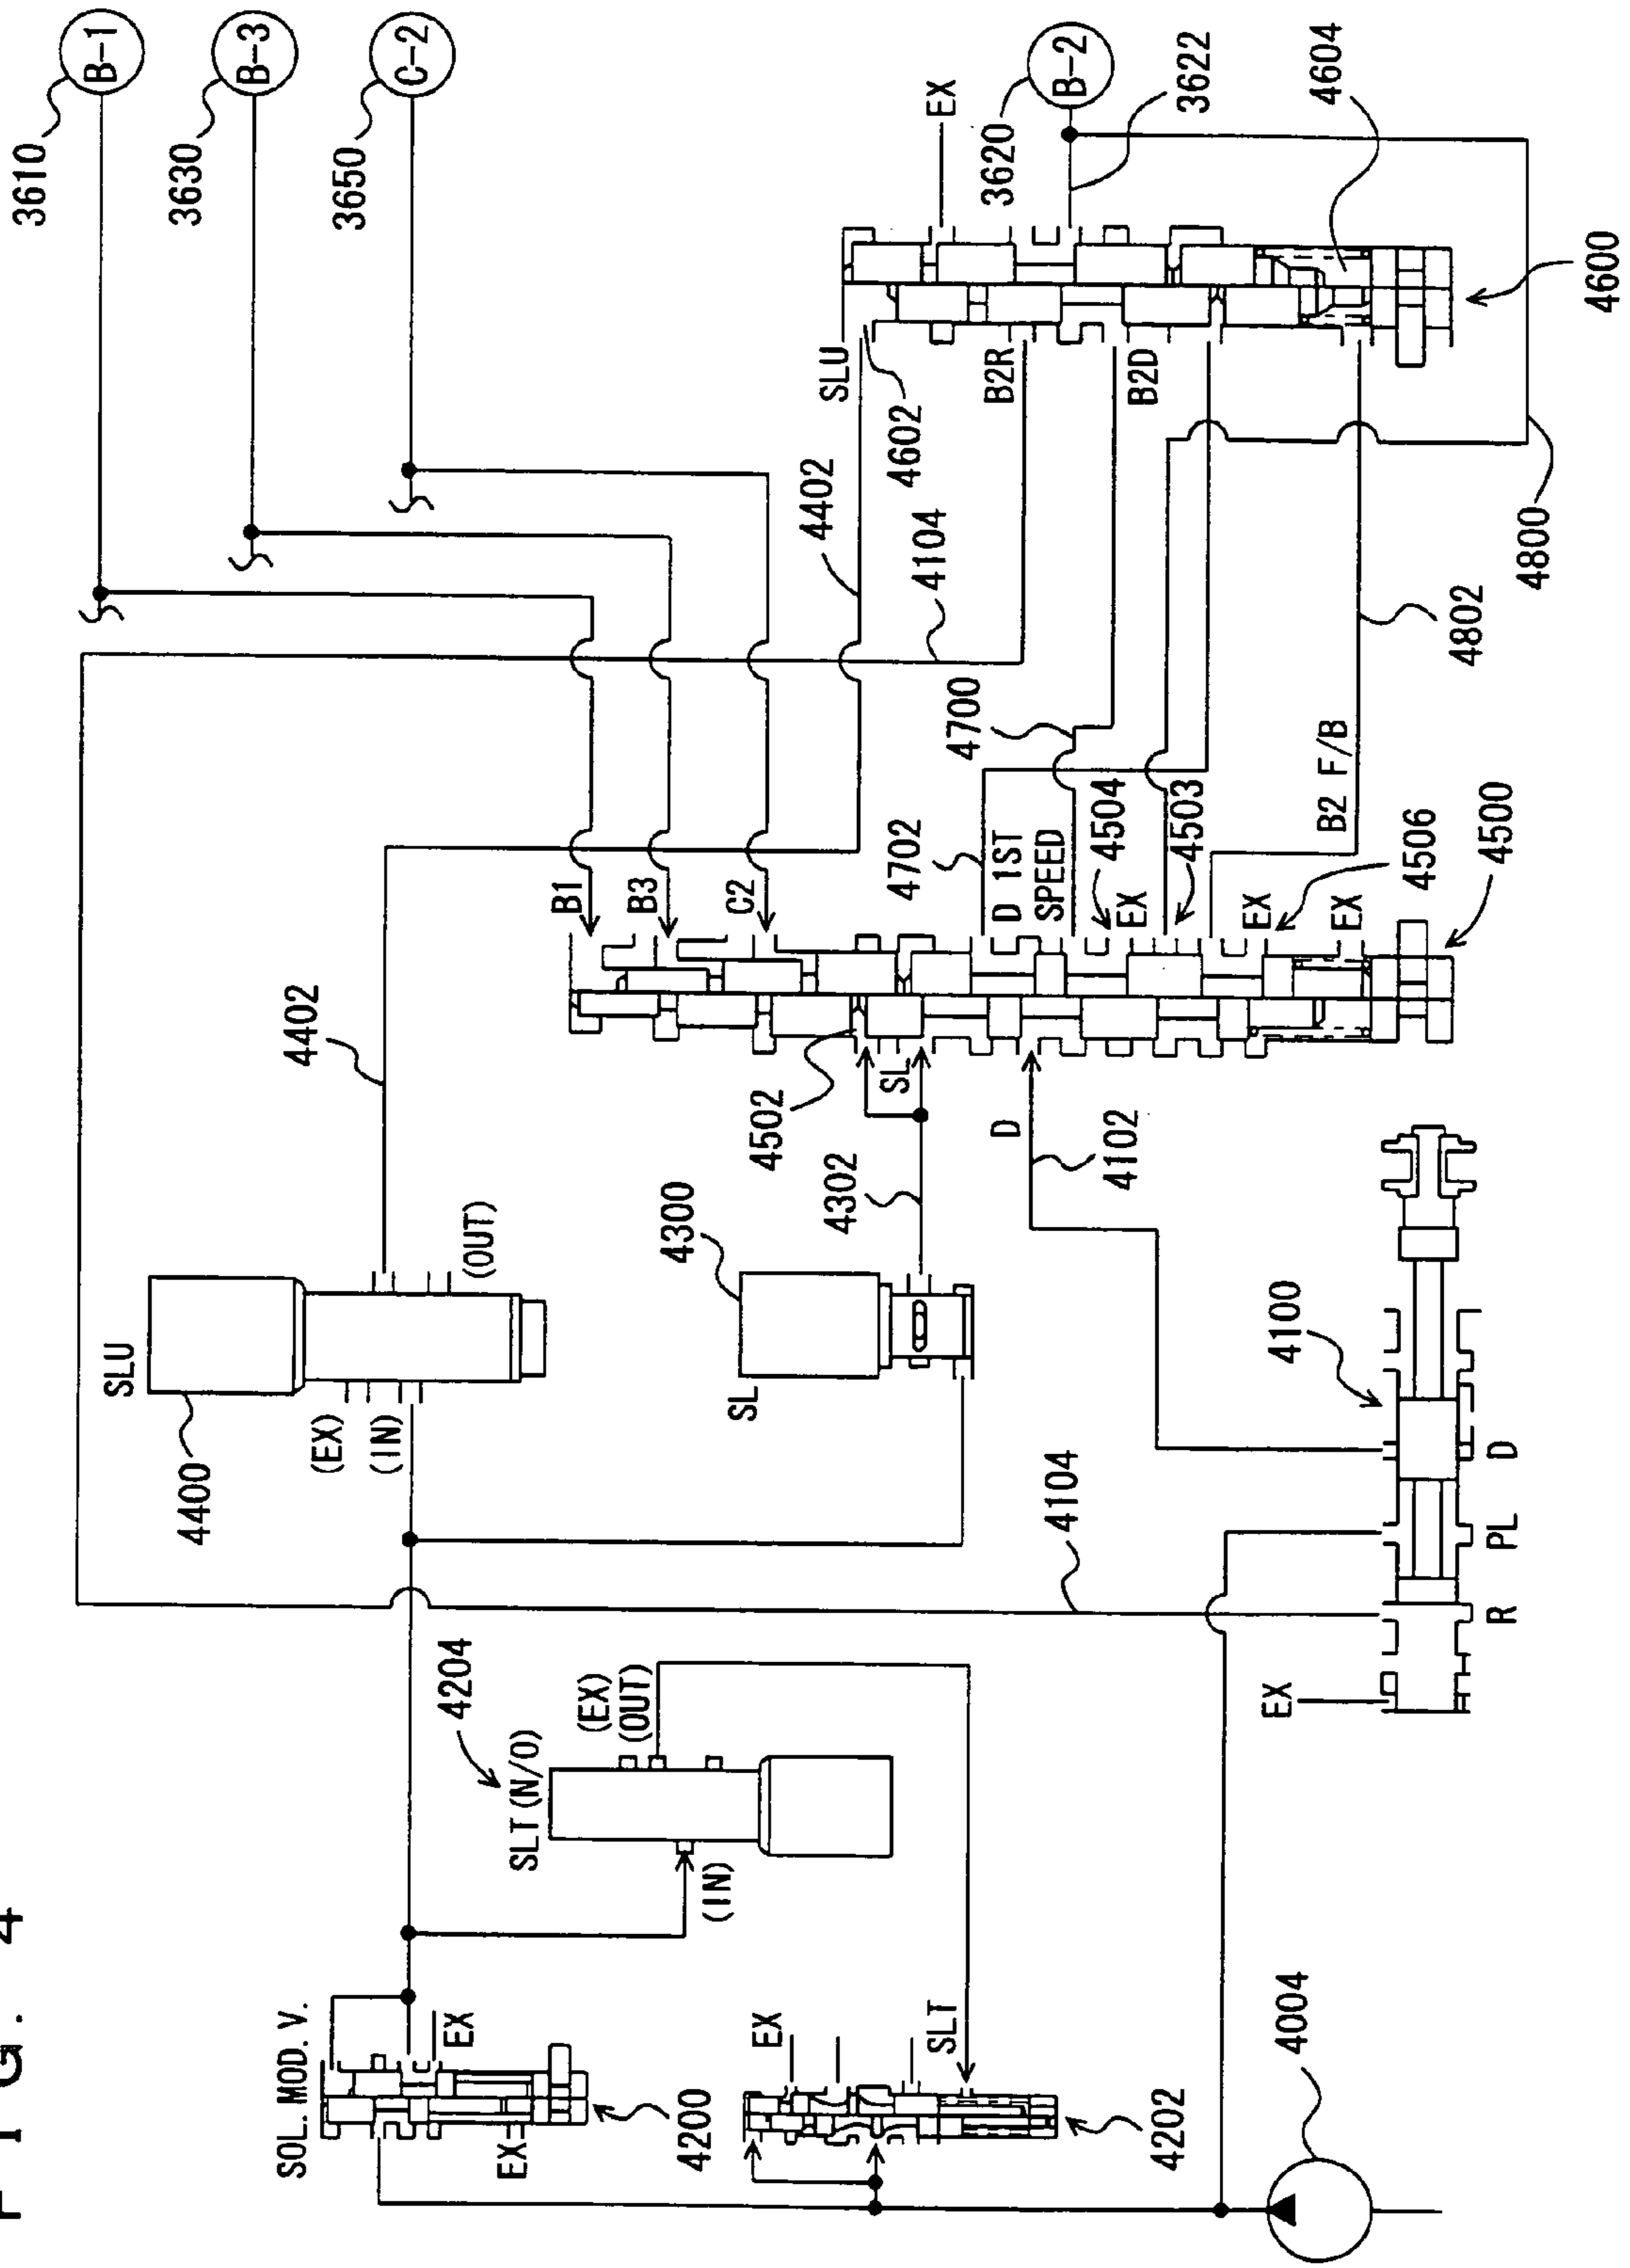 FIG. 4
3610
B-1
3630
B-3
3650
C-2
EX
3620
B-2
3622
4604
4600
SLU
4602
B2R
B2D
4402
4104
4800
4802
4700
4702
D 1ST
SPEED
4504
EX
4503
B2 F/B
EX
4506
EX
4500
B1
B3
C2
4402
4502
SL
4302
D
4102
SLU
4400
(EX)
(IN)
(OUT)
4300
SL
4100
4104
EX
R
PL
D
4204
SLT(N/O)
(EX)
(OUT)
(IN)
SOL. MOD. V.
EX
EX
4200
EX
SLT
4202
4004